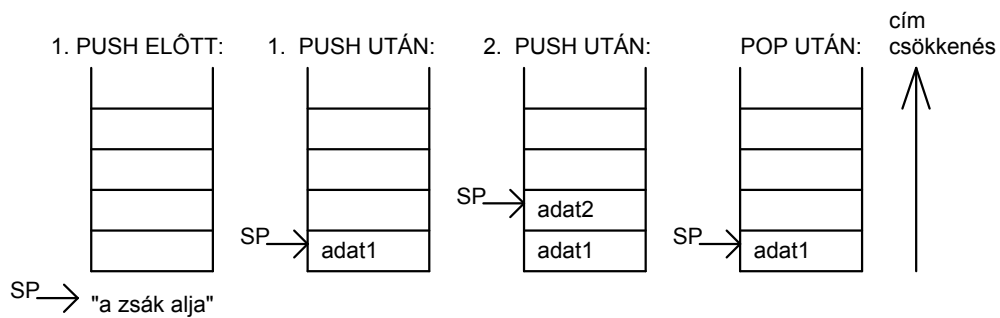 cím
csökkenés
1. PUSH ELÔTT: 1. PUSH UTÁN: 2. PUSH UTÁN: POP UTÁN:
SP adat2
SP adat1 adat1 SP adat1
SP "a zsák alja"